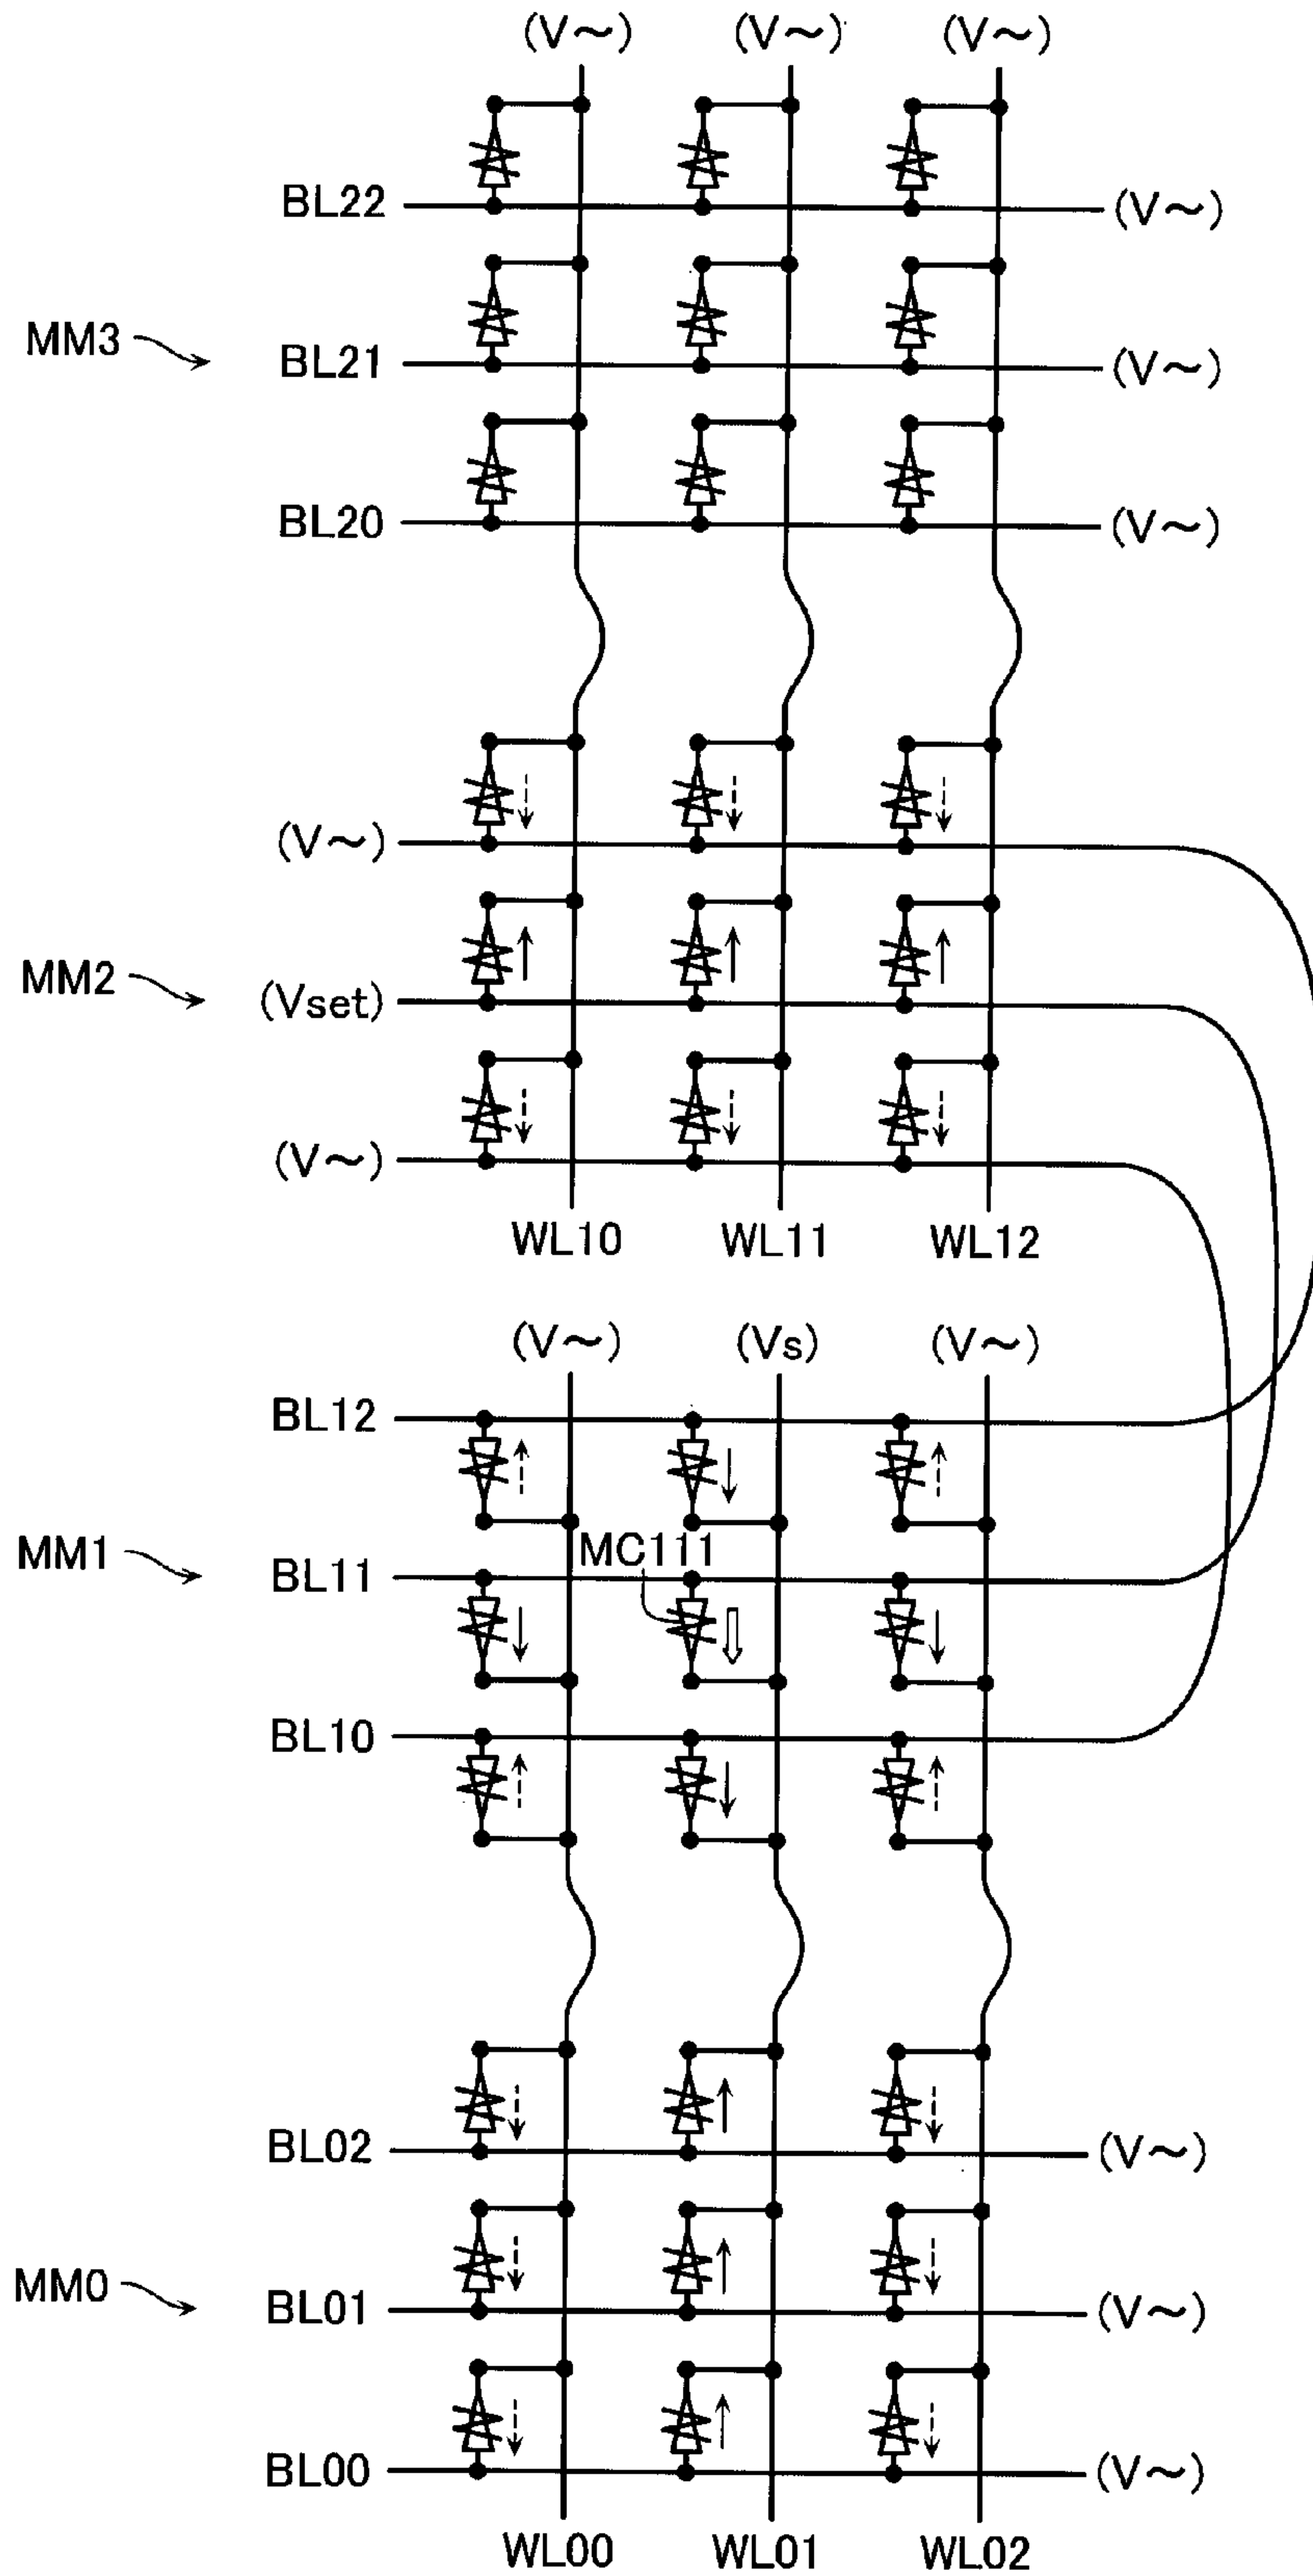 (V~) (V~) (V~)
BL22 (V~)
MM3 BL21 (V~)
BL20 (V~)
(V~)
MM2 (Vset)
(V~)
WL10 WL11 WL12
(V~) (Vs) (V~)
BL12
MC111
MM1 BL11
BL10
BL02 (V~)
MM0 BL01 (V~)
BL00 (V~)
WL00 WL01 WL02